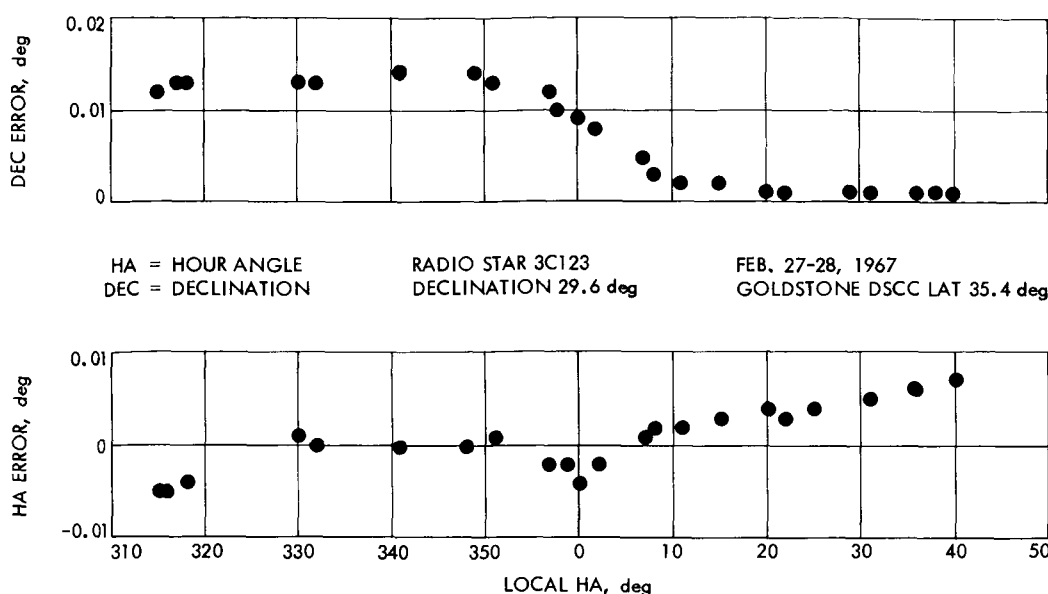 DEC ERROR, deg
0.02
0.01
0
HA = HOUR ANGLE
DEC = DECLINATION
RADIO STAR 3C123
DECLINATION 29.6 deg
FEB. 27-28, 1967
GOLDSTONE DSCC LAT 35.4 deg
HA ERROR, deg
0.01
0
-0.01
310 320 330 340 350 0 10 20 30 40 50
LOCAL HA, deg